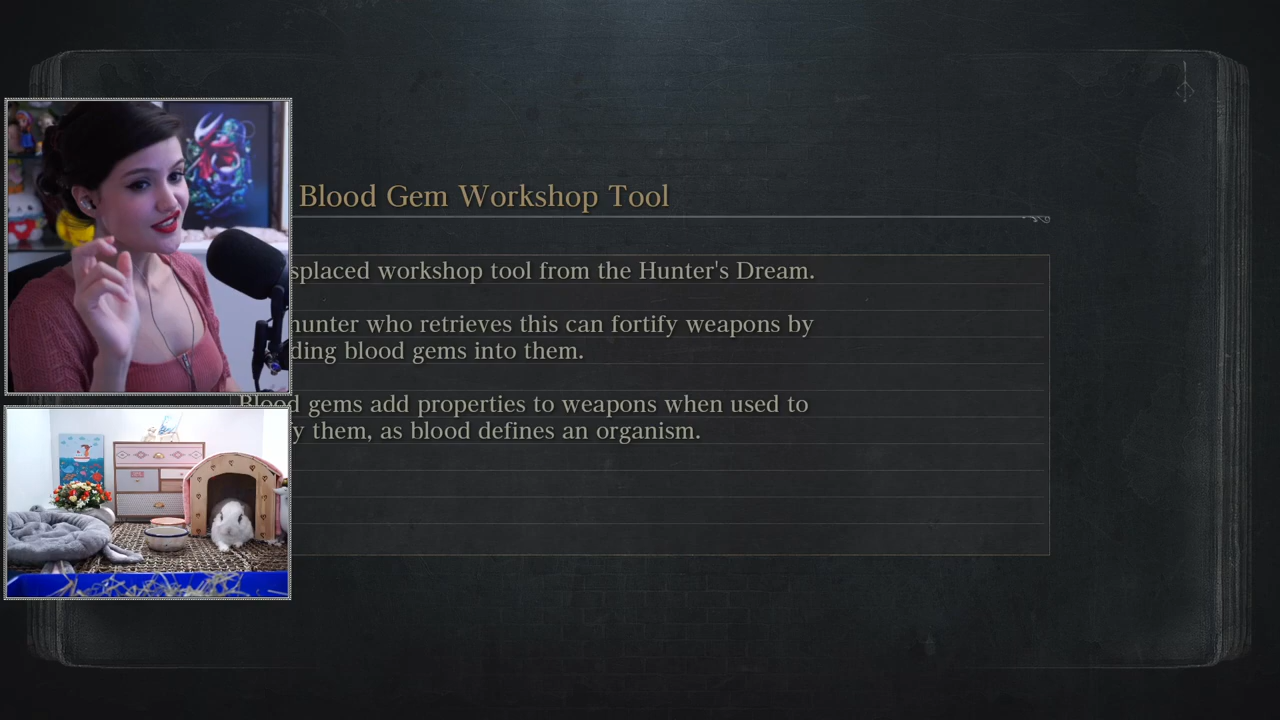 Blood Gem Workshop Tool
splaced workshop tool from the Hunter's Dream.
hunter who retrieves this can fortify weapons by
ding blood gems into them.
Blood gems add properties to weapons when used to
y them, as blood defines an organism.